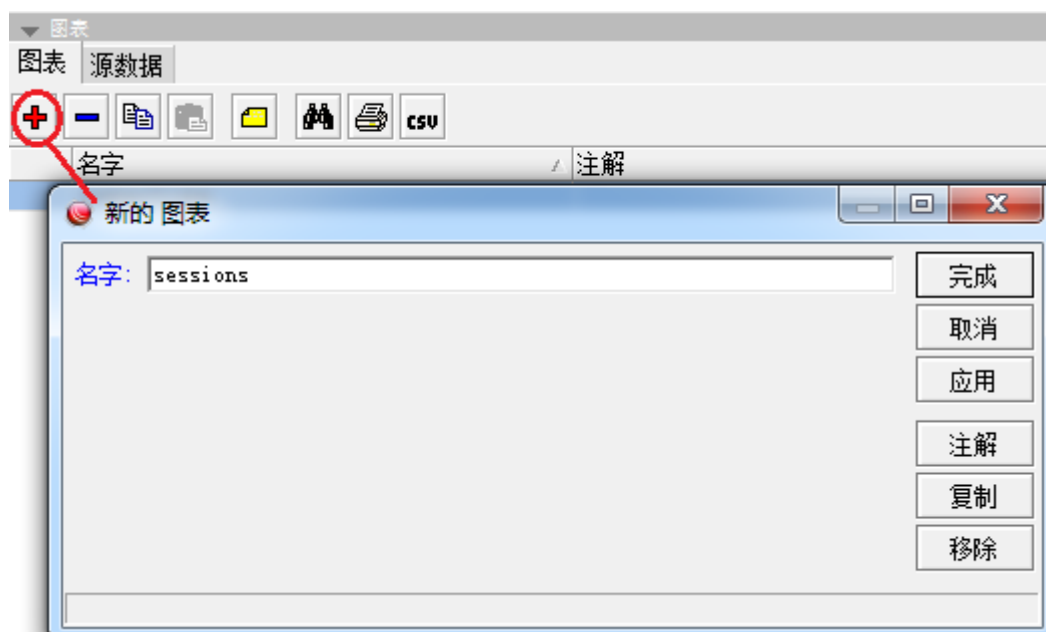 图表
图表 源数据
csv
名字 注解
新的 图表
名字: sessions
完成
取消
应用
注解
复制
移除